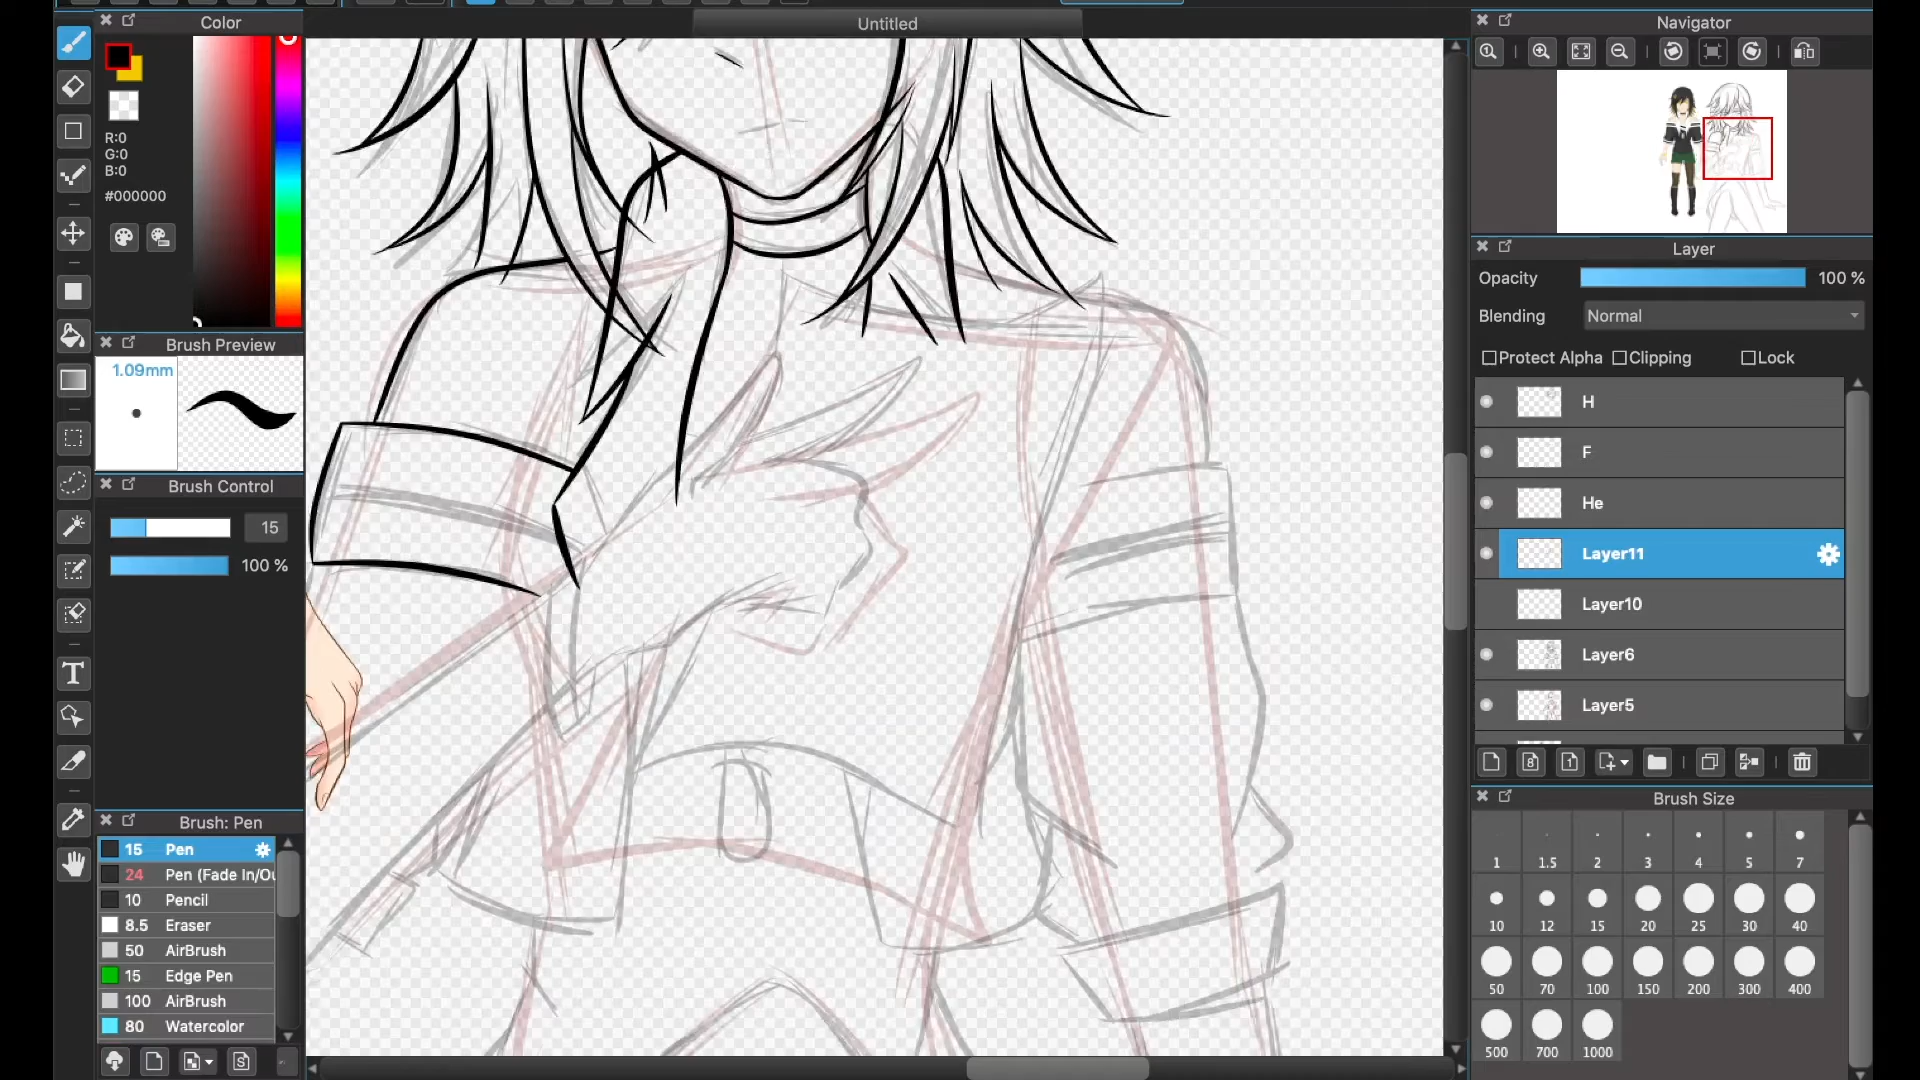 Color
Untitled
Navigator
R:0
G:0
B:0
#000000
Layer
Opacity
100 %
Blending
Normal
Brush Preview
1.09mm
Protect Alpha
Clipping
Lock
H
F
He
Brush Control
15
100 %
Layer11
Layer10
Layer6
Layer5
T
8
1
Brush: Pen
15 Pen
24 Pen (Fade In/Ou
10 Pencil
8.5 Eraser
50 AirBrush
15 Edge Pen
100 AirBrush
80 Watercolor
S
Brush Size
1 1.5 2 3 4 5 7
10 12 15 20 25 30 40
50 70 100 150 200 300 400
500 700 1000